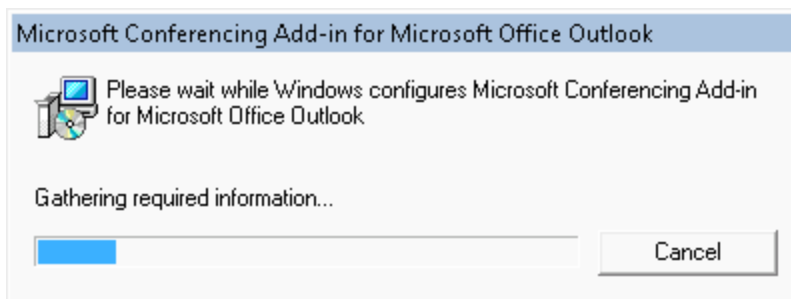 Microsoft Conferencing Add-in for Microsoft Office Outlook
Please wait while Windows configures Microsoft Conferencing Add-in
for Microsoft Office Outlook
Gathering required information...
Cancel